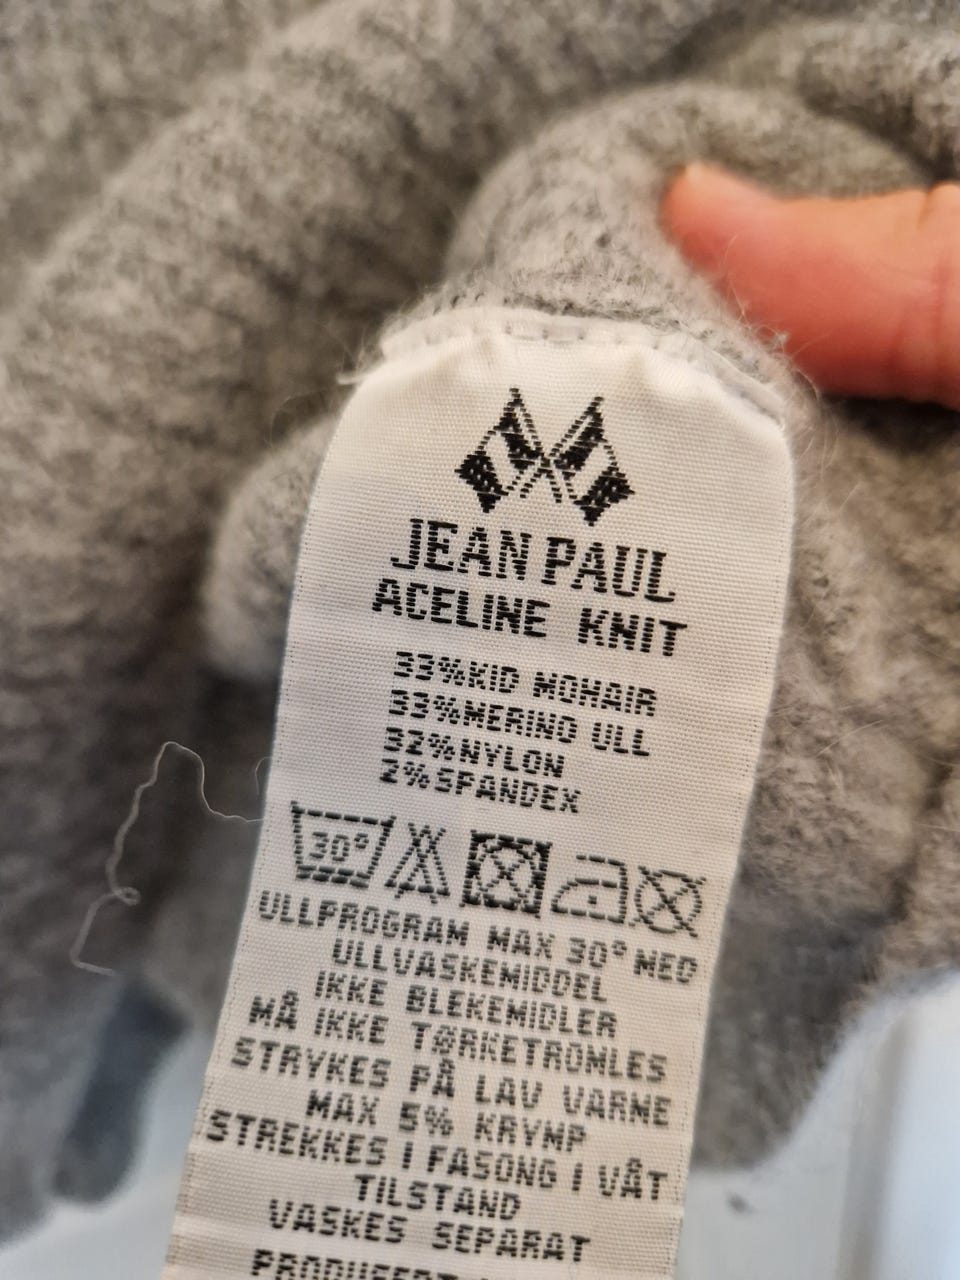 JEAN PAUL
ACELINE KNIT
33%KID MOHAIR
33%MERINO ULL
32%NYLON
2%SPANDEX
30°
ULLPROGRAM MAX 30° MED
ULLVASKEMIDDEL
IKKE BLEKEMIDLER
MÅ IKKE TØRKETROMLES
STRYKES PÅ LAV VARME
MAX 5% KRYMP
STREKKES I FASONG I VÅT
TILSTAND
VASKES SEPARAT